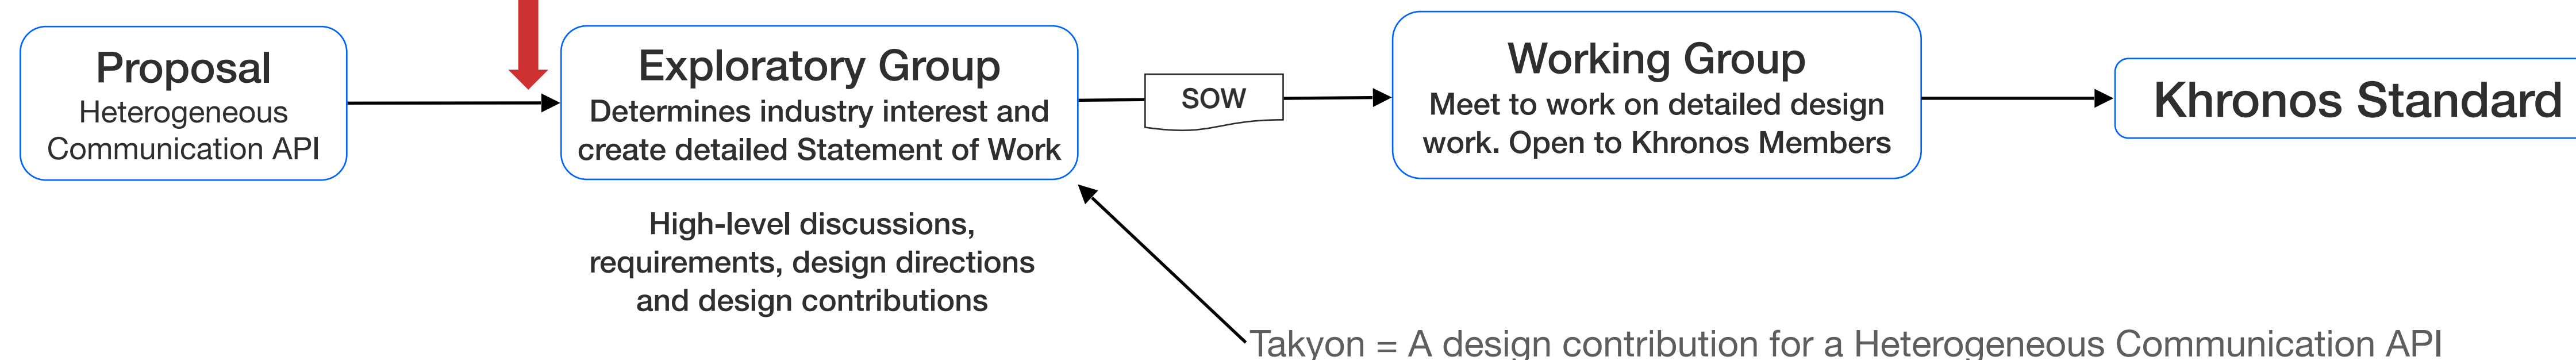 Proposal
Heterogeneous
Communication API
Exploratory Group
Determines industry interest and
create detailed Statement of Work
High-level discussions,
requirements, design directions
and design contributions
SOW
Working Group
Meet to work on detailed design
work. Open to Khronos Members
Khronos Standard
Takyon = A design contribution for a Heterogeneous Communication API